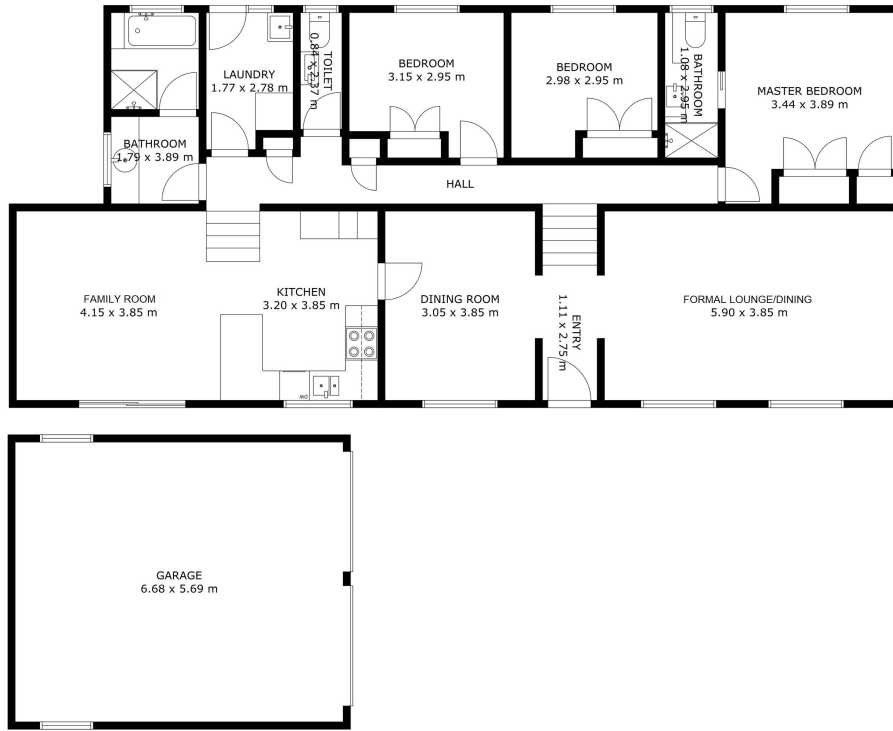 LAUNDRY
1.77 x 2.78 m
TOILET
0.84 x 2.37 m
BEDROOM
3.15 x 2.95 m
BEDROOM
2.98 x 2.95 m
BATHROOM
1.08 x 2.95 m
MASTER BEDROOM
3.44 x 3.89 m
BATHROOM
1.79 x 3.89 m
HALL
FAMILY ROOM
4.15 x 3.85 m
KITCHEN
3.20 x 3.85 m
DW
DINING ROOM
3.05 x 3.85 m
ENTRY
1.11 x 2.75 m
FORMAL LOUNGE/DINING
5.90 x 3.85 m
GARAGE
6.68 x 5.69 m